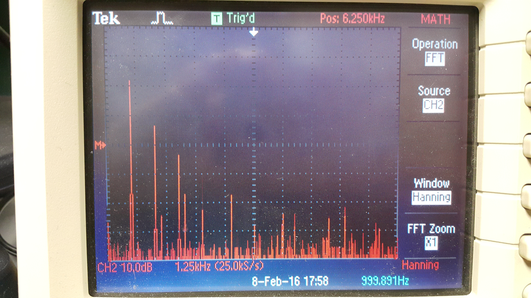 Tek T Trig'd Pos: 6.250kHz MATH
Operation
FFT
Source
CH2
M
Window
Hanning
FFT Zoom
X1
CH2 10.0dB 1.25kHz (25.0kS/s) Hanning
8-Feb-16 17:58 999.891Hz